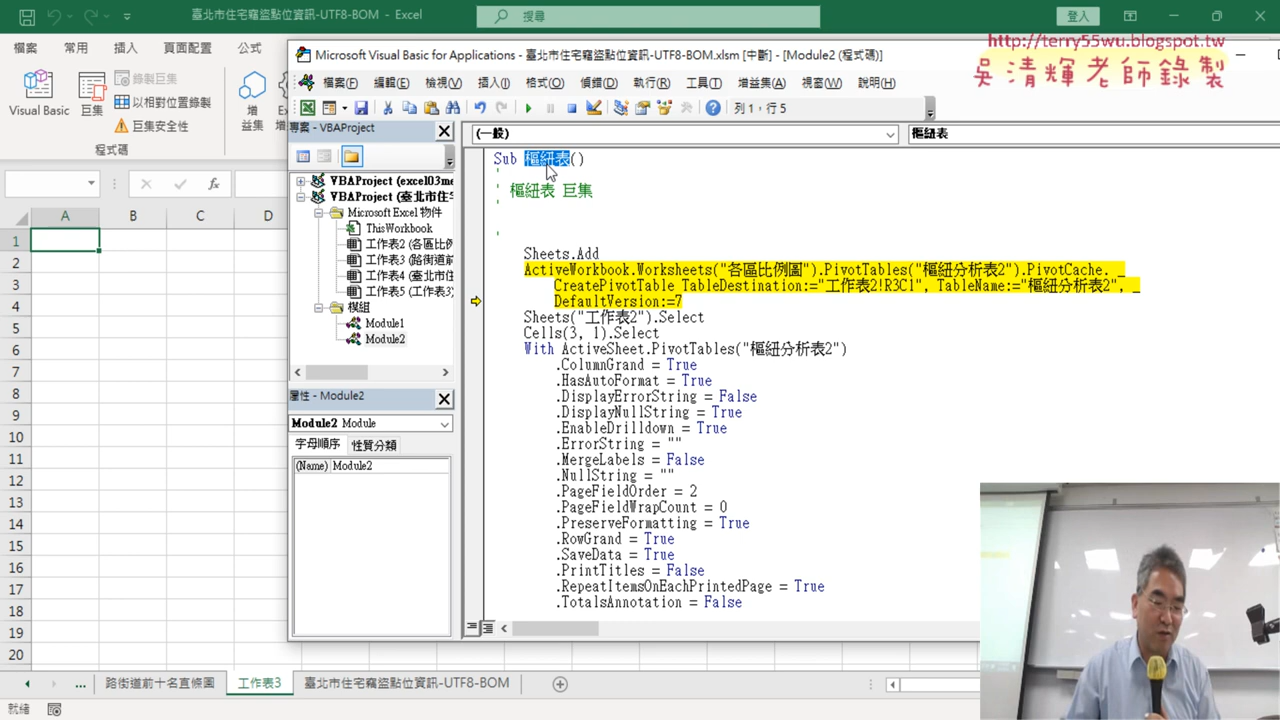 臺北市住宅竊盜點位資訊-UTF8-BOM - Excel
搜尋
登入
檔案 常用 插入 頁面配置 公式
http://terry55wu.blogspot.tw
吳清輝老師錄製
Visual Basic
巨集
錄製巨集
以相對位置錄製
巨集安全性
增
益集
程式碼
Microsoft Visual Basic for Applications - 臺北市住宅竊盜點位資訊-UTF8-BOM.xlsm [中斷] - [Module2 (程式碼)]
檔案(F) 編輯(E) 檢視(V) 插入(I) 格式(O) 偵錯(D) 執行(R) 工具(T) 增益集(A) 視窗(W) 說明(H)
列 1，行 5
專案 - VBAProject
VBAProject (excel03me
VBAProject (臺北市住宅
Microsoft Excel 物件
ThisWorkbook
工作表2 (各區比例
工作表3 (路街道前
工作表4 (臺北市住
工作表5 (工作表3)
模組
Module1
Module2
屬性 - Module2
Module2 Module
字母順序 性質分類
(Name) Module2
(一般)
樞紐表
Sub 樞紐表()
'
' 樞紐表 巨集
'
'
Sheets.Add
ActiveWorkbook.Worksheets("各區比例圖").PivotTables("樞紐分析表2").PivotCache. _
CreatePivotTable TableDestination:="工作表2!R3C1", TableName:="樞紐分析表2", _
DefaultVersion:=7
Sheets("工作表2").Select
Cells(3, 1).Select
With ActiveSheet.PivotTables("樞紐分析表2")
.ColumnGrand = True
.HasAutoFormat = True
.DisplayErrorString = False
.DisplayNullString = True
.EnableDrilldown = True
.ErrorString = ""
.MergeLabels = False
.NullString = ""
.PageFieldOrder = 2
.PageFieldWrapCount = 0
.PreserveFormatting = True
.RowGrand = True
.SaveData = True
.PrintTitles = False
.RepeatItemsOnEachPrintedPage = True
.TotalsAnnotation = False
A B C D
1
2
3
4
5
6
7
8
9
10
11
12
13
14
15
16
17
18
19
20
... 路街道前十名直條圖 工作表3 臺北市住宅竊盜點位資訊-UTF8-BOM
就緒